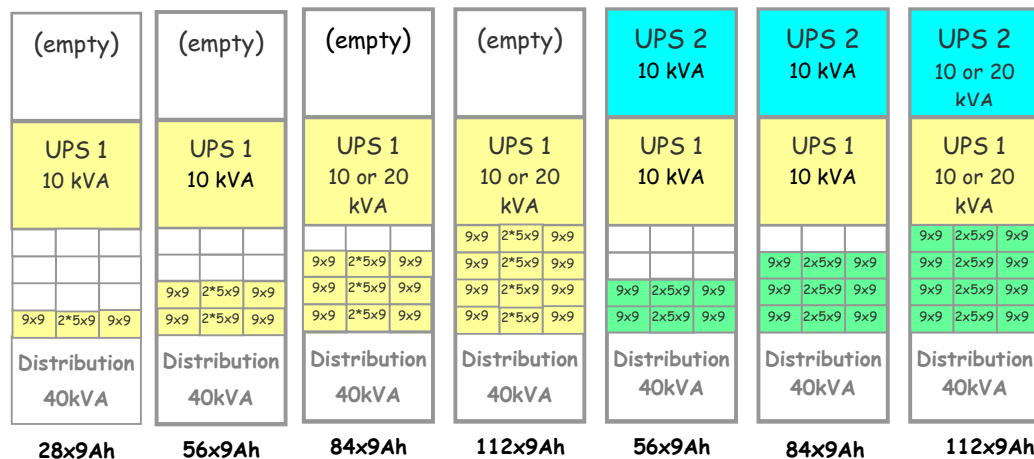 (empty)
UPS 1
10 kVA
9x9 2*5x9 9x9
Distribution
40kVA
28x9Ah
(empty)
UPS 1
10 kVA
9x9 2*5x9 9x9
9x9 2*5x9 9x9
Distribution
40kVA
56x9Ah
(empty)
UPS 1
10 or 20
kVA
9x9 2*5x9 9x9
9x9 2*5x9 9x9
9x9 2*5x9 9x9
Distribution
40kVA
84x9Ah
(empty)
UPS 1
10 or 20
kVA
9x9 2*5x9 9x9
9x9 2*5x9 9x9
9x9 2*5x9 9x9
9x9 2*5x9 9x9
Distribution
40kVA
112x9Ah
UPS 2
10 kVA
UPS 1
10 kVA
9x9 2x5x9 9x9
9x9 2x5x9 9x9
Distribution
40kVA
56x9Ah
UPS 2
10 kVA
UPS 1
10 kVA
9x9 2x5x9 9x9
9x9 2x5x9 9x9
9x9 2x5x9 9x9
Distribution
40kVA
84x9Ah
UPS 2
10 or 20
kVA
UPS 1
10 or 20
kVA
9x9 2x5x9 9x9
9x9 2x5x9 9x9
9x9 2x5x9 9x9
9x9 2x5x9 9x9
Distribution
40kVA
112x9Ah